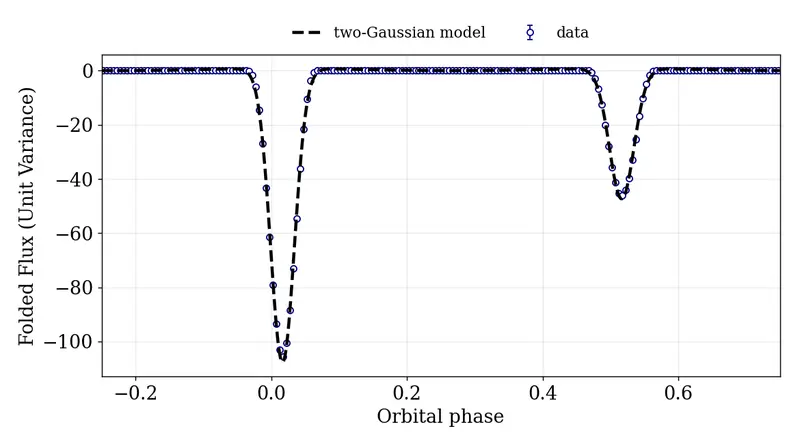 two-Gaussian model
data
Folded Flux (Unit Variance)
0
−20
−40
−60
−80
−100
−0.2
0.0
0.2
0.4
0.6
Orbital phase